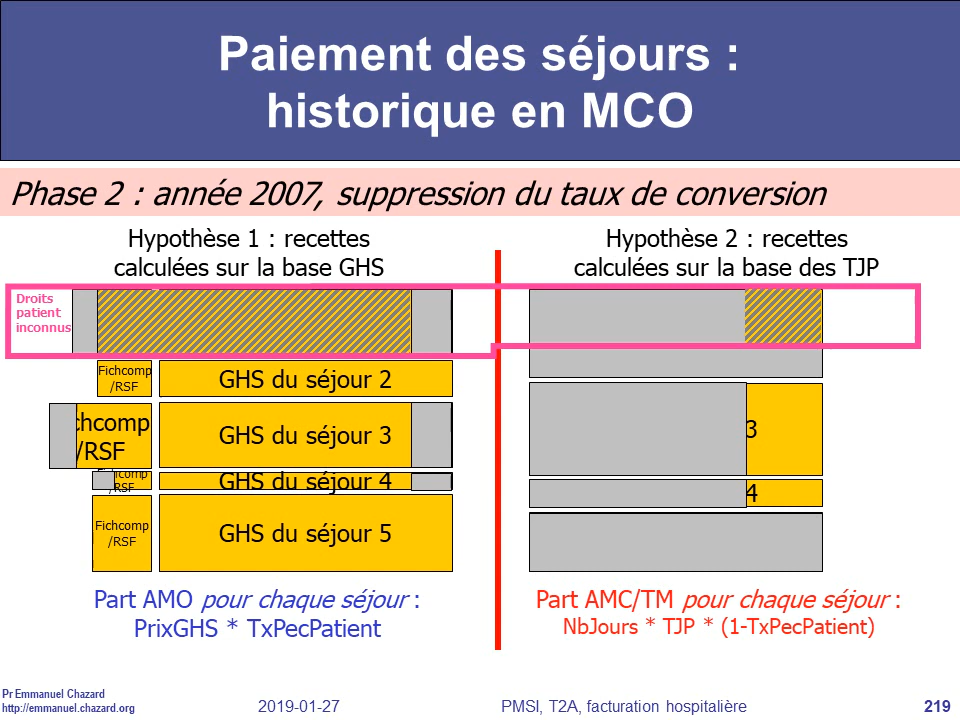 Paiement des séjours :
historique en MCO
Phase 2 : année 2007, suppression du taux de conversion
Hypothèse 1 : recettes
calculées sur la base GHS
Droits
patient
inconnus
Fichcomp
/RSF
GHS du séjour 2
chcomp
/RSF
GHS du séjour 3
comp
/RSF
GHS du séjour 4
Fichcomp
/RSF
GHS du séjour 5
Part AMO pour chaque séjour :
PrixGHS * TxPecPatient
Hypothèse 2 : recettes
calculées sur la base des TJP
3
4
Part AMC/TM pour chaque séjour :
NbJours * TJP * (1-TxPecPatient)
Pr Emmanuel Chazard
http://emmanuel.chazard.org
2019-01-27
PMSI, T2A, facturation hospitalière
219